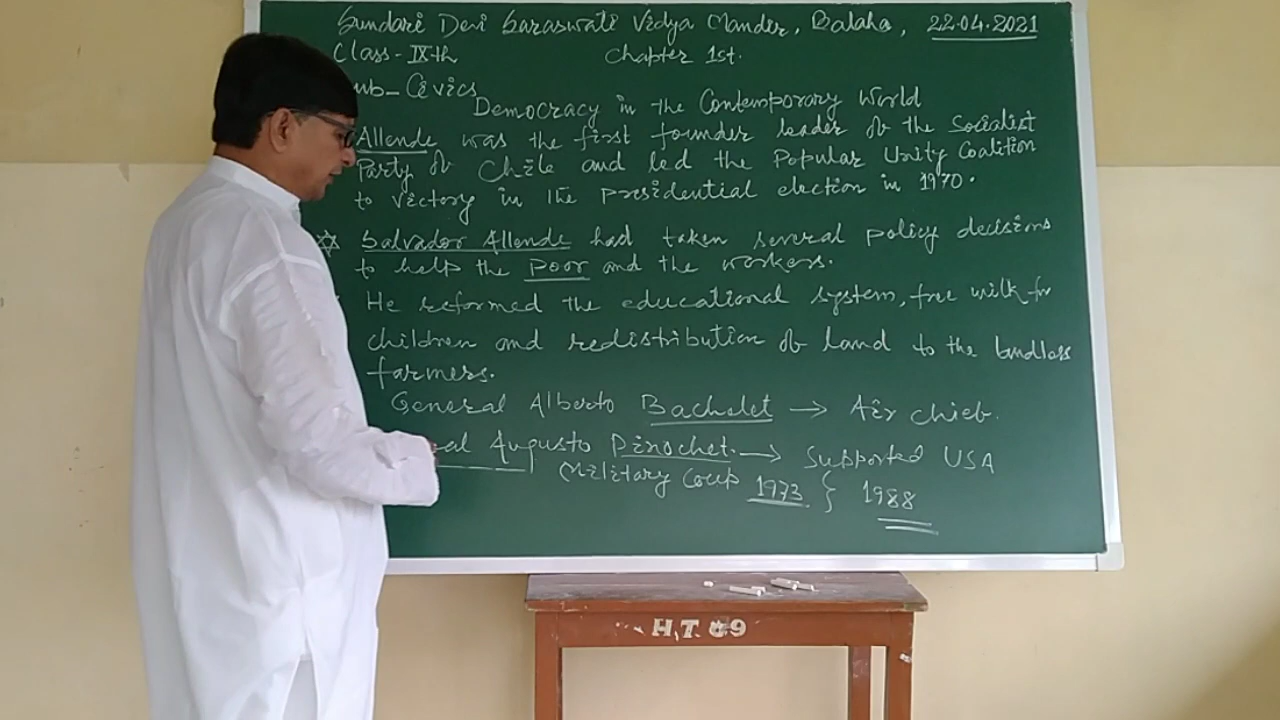 Sundari Devi Saraswati Vidya Mander, Balaha, 22.04.2021
Class-IXth Chapter 1st.
ub-Civics
Democracy in the Contemporary World
Allende was the first founder leader of the Socialist
Party of Chile and led the Popular Unity Coalition
to victory in the presidential election in 1970.
Salvador Allende had taken several policy decisions
to help the poor and the workers.
He reformed the educational system, free milk for
children and redistribution of land to the landless
farmers.
General Alberto Bachelet → Air chief.
al Augusto Pinochet. → Supported USA
Military Coup 1973 } 1988
H.T 09